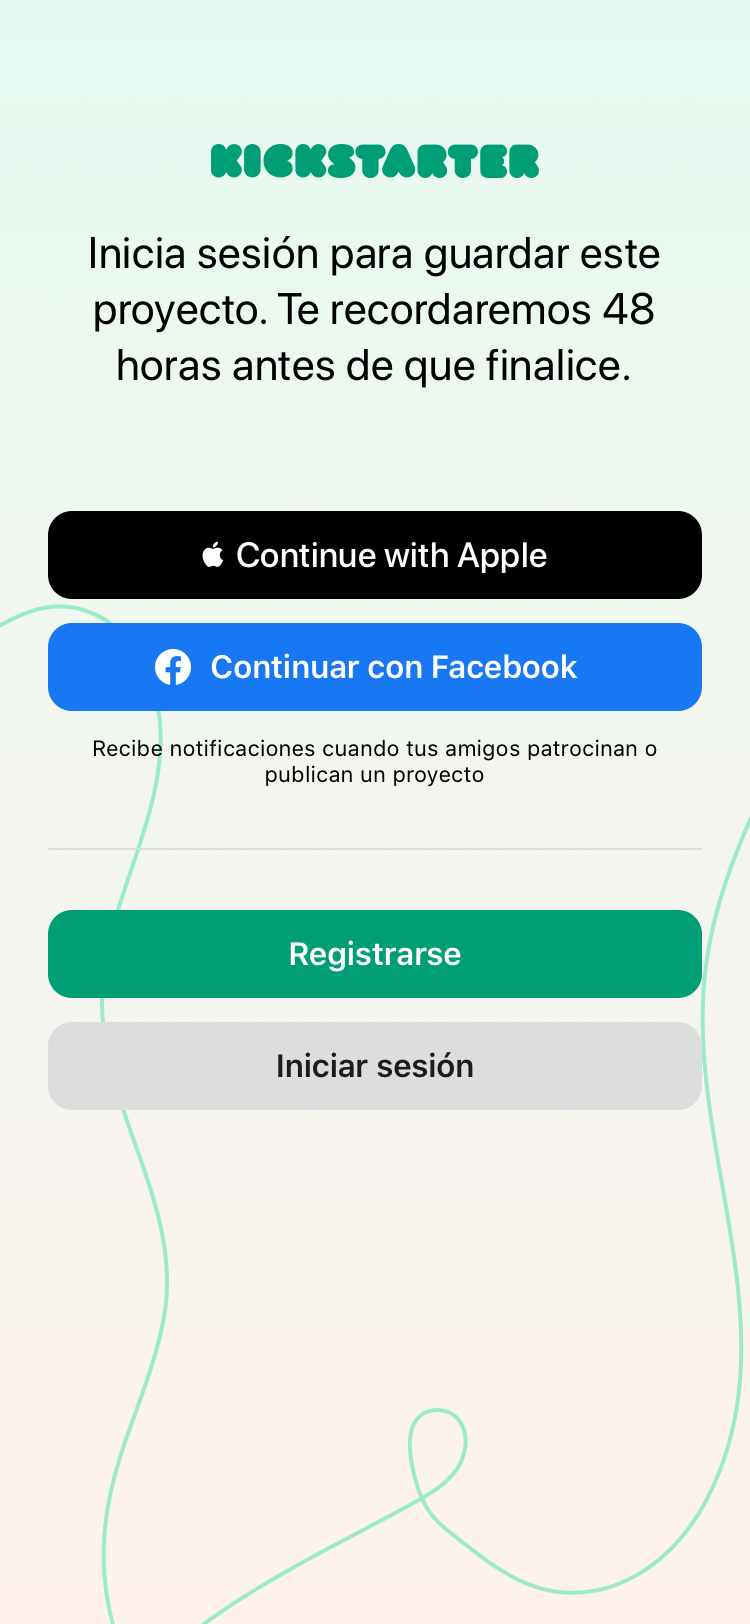 KICKSTARTER
Inicia sesión para guardar este
proyecto. Te recordaremos 48
horas antes de que finalice.
Continue with Apple
Continuar con Facebook
Recibe notificaciones cuando tus amigos patrocinan o
publican un proyecto
Registrarse
Iniciar sesión